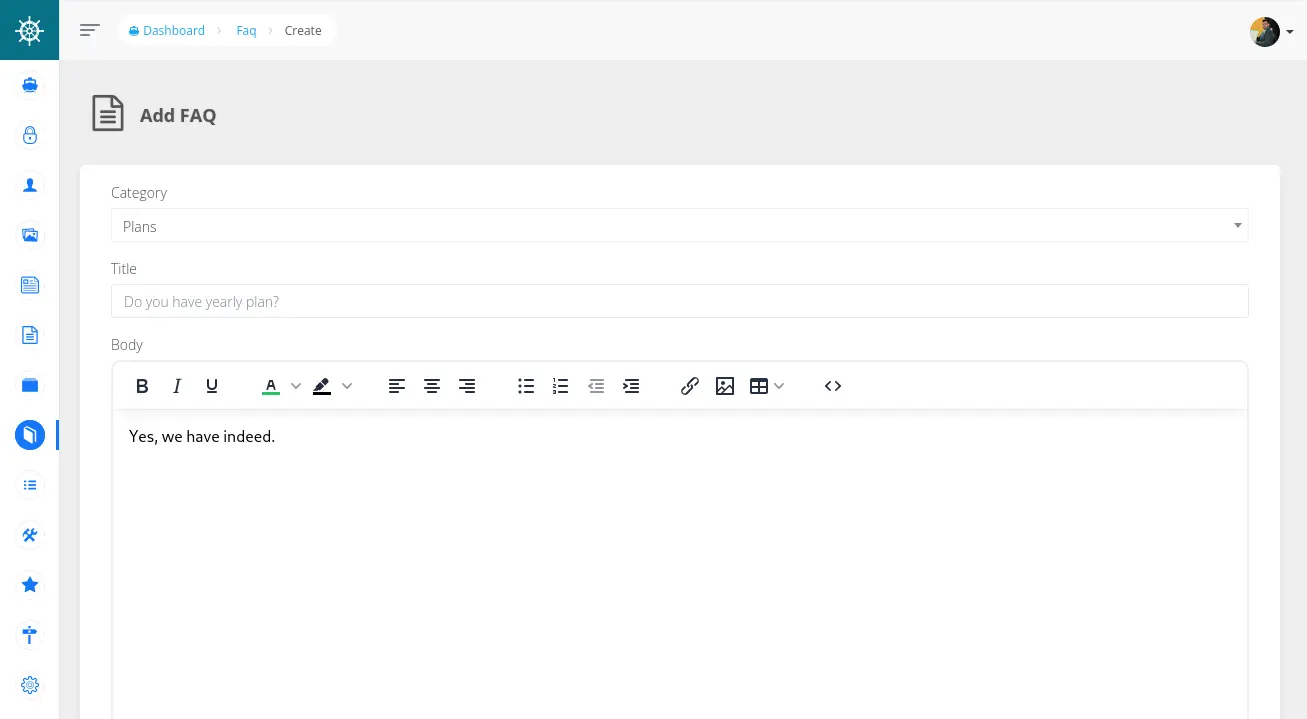 Dashboard Faq Create
Add FAQ
Category
Plans
Title
Do you have yearly plan?
Body
B I U A
Yes, we have indeed.